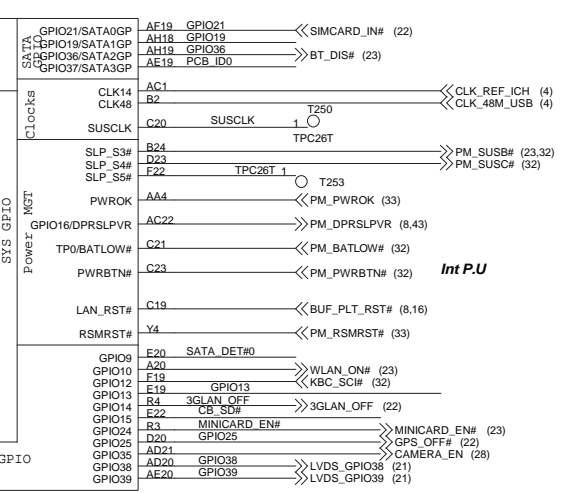 GPIO21/SATA0GP AF19 GPIO21 SIMCARD_IN# (22)
GPIO19/SATA1GP AH18 GPIO19
GPIO36/SATA2GP AH19 GPIO36 BT_DIS# (23)
GPIO37/SATA3GP AE19 PCB_ID0
SATA
GPIO
CLK14 AC1 CLK_REF_ICH (4)
CLK48 B2 CLK_48M_USB (4)
Clocks
T250
SUSCLK C20 SUSCLK 1
TPC26T
SLP_S3# B24 PM_SUSB# (23,32)
SLP_S4# D23 PM_SUSC# (32)
SLP_S5# F22 TPC26T 1
T253
PWROK AA4 PM_PWROK (33)
GPIO16/DPRSLPVR AC22 PM_DPRSLPVR (8,43)
SYS GPIO
Power MGT
TP0/BATLOW# C21 PM_BATLOW# (32)
PWRBTN# C23 PM_PWRBTN# (32) Int P.U
LAN_RST# C19 BUF_PLT_RST# (8,16)
RSMRST# Y4 PM_RSMRST# (33)
GPIO9 E20 SATA_DET#0
GPIO10 A20 WLAN_ON# (23)
GPIO12 F19 KBC_SCI# (32)
GPIO13 E19 GPIO13
GPIO14 R4 3GLAN_OFF 3GLAN_OFF (22)
GPIO15 E22 CB_SD#
GPIO24 R3 MINICARD_EN# MINICARD_EN# (23)
GPIO25 D20 GPIO25 GPS_OFF# (22)
GPIO35 AD21 CAMERA_EN (28)
GPIO38 AD20 GPIO38 LVDS_GPIO38 (21)
GPIO39 AE20 GPIO39 LVDS_GPIO39 (21)
GPIO